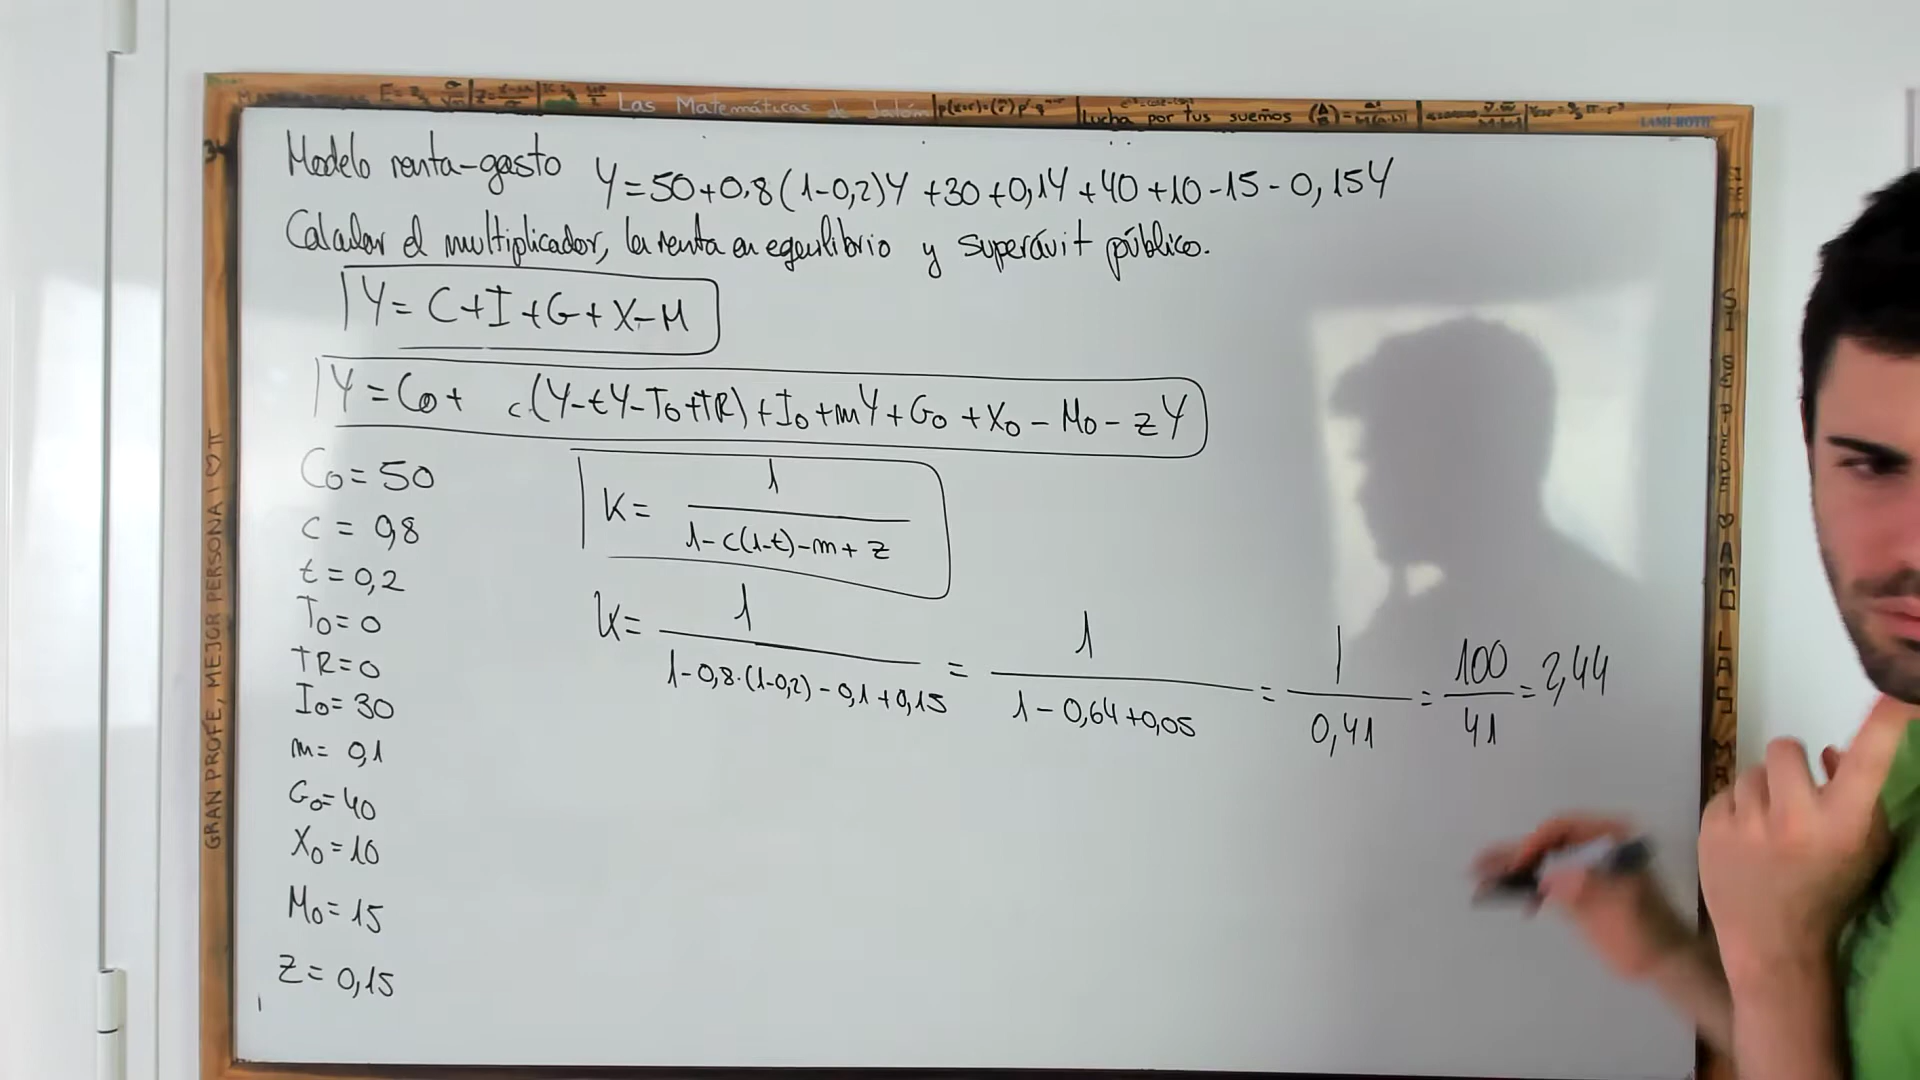 Las Matemáticas de Jalón
Lucha por tus sueños
LAMI-ROTH
GRAN PROFE, MEJOR PERSONA I ♡ π
Modelo renta-gasto Y=50+0,8(1-0,2)Y+30+0,1Y+40+10-15-0,15Y
Calcular el multiplicador, la renta en equilibrio y superávit público.
Y= C+I+G+X-M
Y=C0+ c.(Y-tY-T0+TR)+I0+mY+G0+X0-M0-zY
C0=50
c = 0,8
t=0,2
T0=0
TR=0
I0=30
m= 0,1
G0=40
X0=10
M0=15
z= 0,15
K= 1/(1-c(1-t)-m+z)
K= 1/(1-0,8·(1-0,2)-0,1+0,15) = 1/(1-0,64+0,05) = 1/0,41 = 100/41 = 2,44
SI SE PUEDE ♡ AMO LAS MA